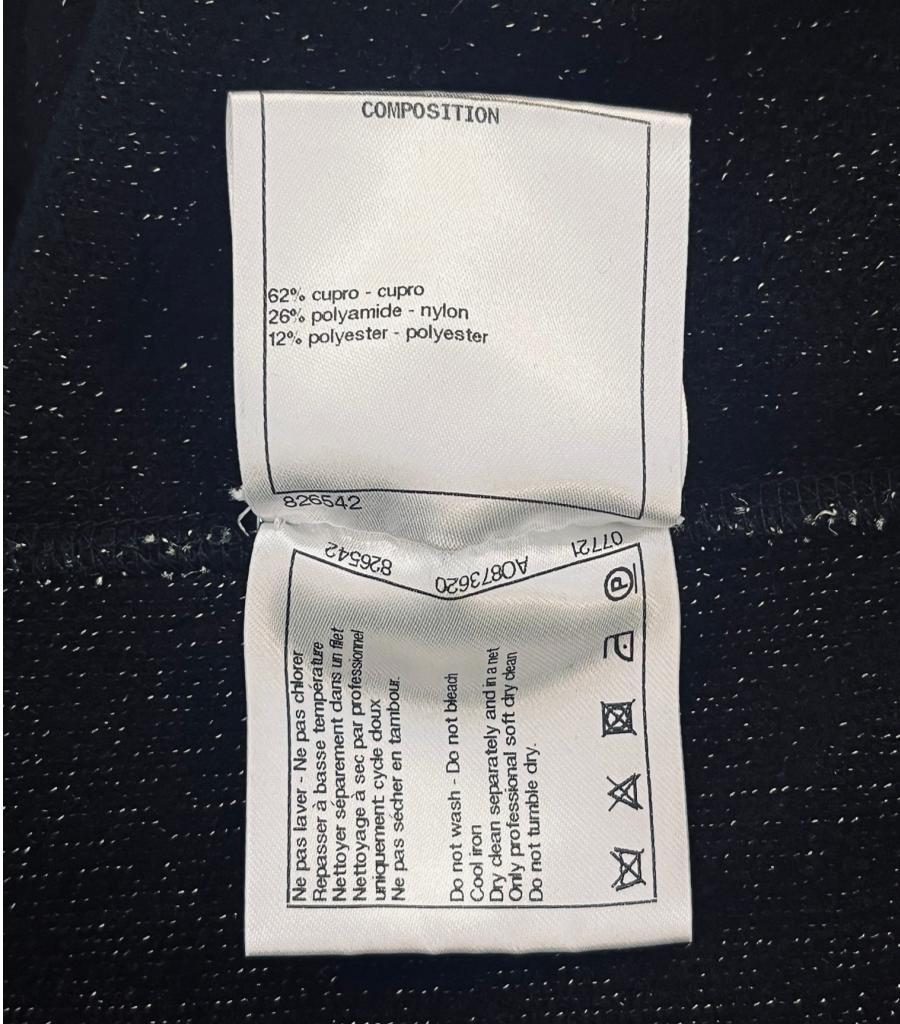 COMPOSITION
62% cupro - cupro
26% polyamide - nylon
12% polyester - polyester
826542
826542
A0873620
07721
Ne pas laver - Ne pas chlorer
Repasser à basse température
Nettoyer séparement dans un filet
Nettoyage à sec par professionnel
uniquement cycle doux
Ne pas sécher en tambour.
Do not wash - Do not bleach
Cool iron
Dry clean separately and in a net
Only professional soft dry clean
Do not tumble dry.
P